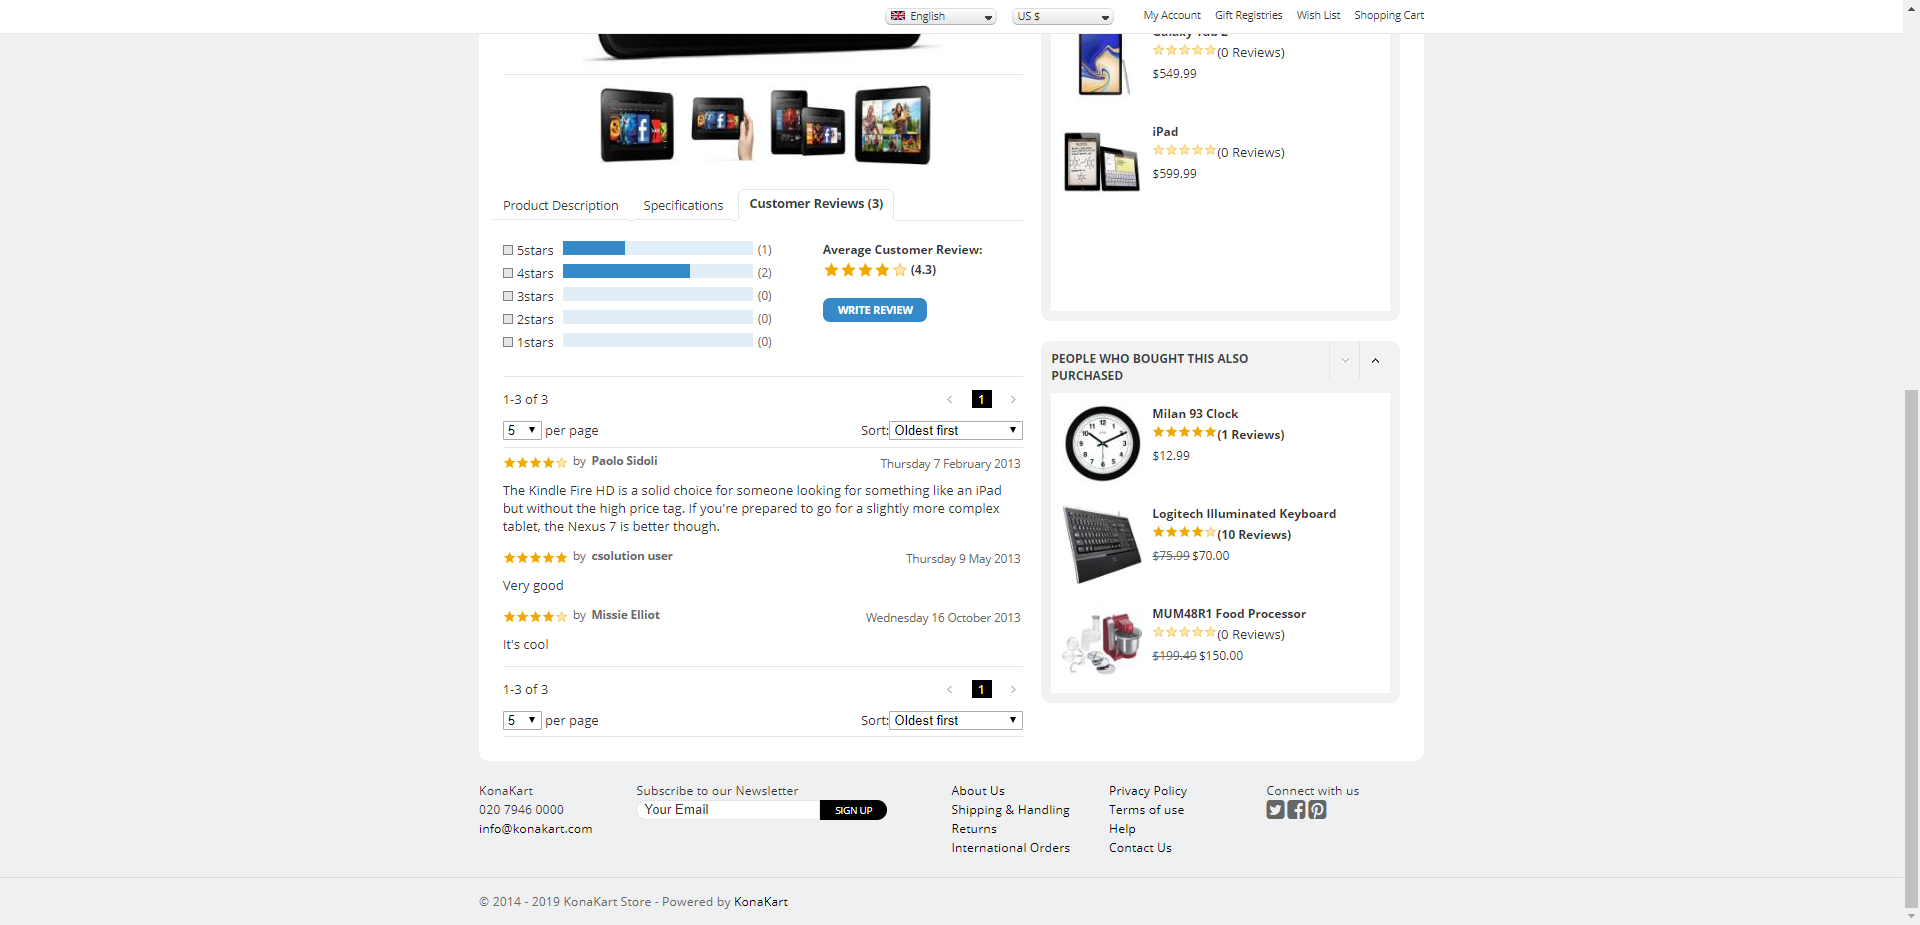 English
US $
My Account
Gift Registries
Wish List
Shopping Cart
Galaxy Tab 2
(0 Reviews)
$549.99
iPad
(0 Reviews)
$599.99
Product Description
Specifications
Customer Reviews (3)
5stars (1)
4stars (2)
3stars (0)
2stars (0)
1stars (0)
Average Customer Review:
(4.3)
WRITE REVIEW
1-3 of 3
< 1 >
5 per page
Sort: Oldest first
by Paolo Sidoli
Thursday 7 February 2013
The Kindle Fire HD is a solid choice for someone looking for something like an iPad
but without the high price tag. If you're prepared to go for a slightly more complex
tablet, the Nexus 7 is better though.
by csolution user
Thursday 9 May 2013
Very good
by Missie Elliot
Wednesday 16 October 2013
It's cool
1-3 of 3
< 1 >
5 per page
Sort: Oldest first
PEOPLE WHO BOUGHT THIS ALSO
PURCHASED
Milan 93 Clock
(1 Reviews)
$12.99
Logitech Illuminated Keyboard
(10 Reviews)
$75.99 $70.00
MUM48R1 Food Processor
(0 Reviews)
$199.49 $150.00
KonaKart
020 7946 0000
info@konakart.com
Subscribe to our Newsletter
Your Email
SIGN UP
About Us
Shipping & Handling
Returns
International Orders
Privacy Policy
Terms of use
Help
Contact Us
Connect with us
© 2014 - 2019 KonaKart Store - Powered by KonaKart